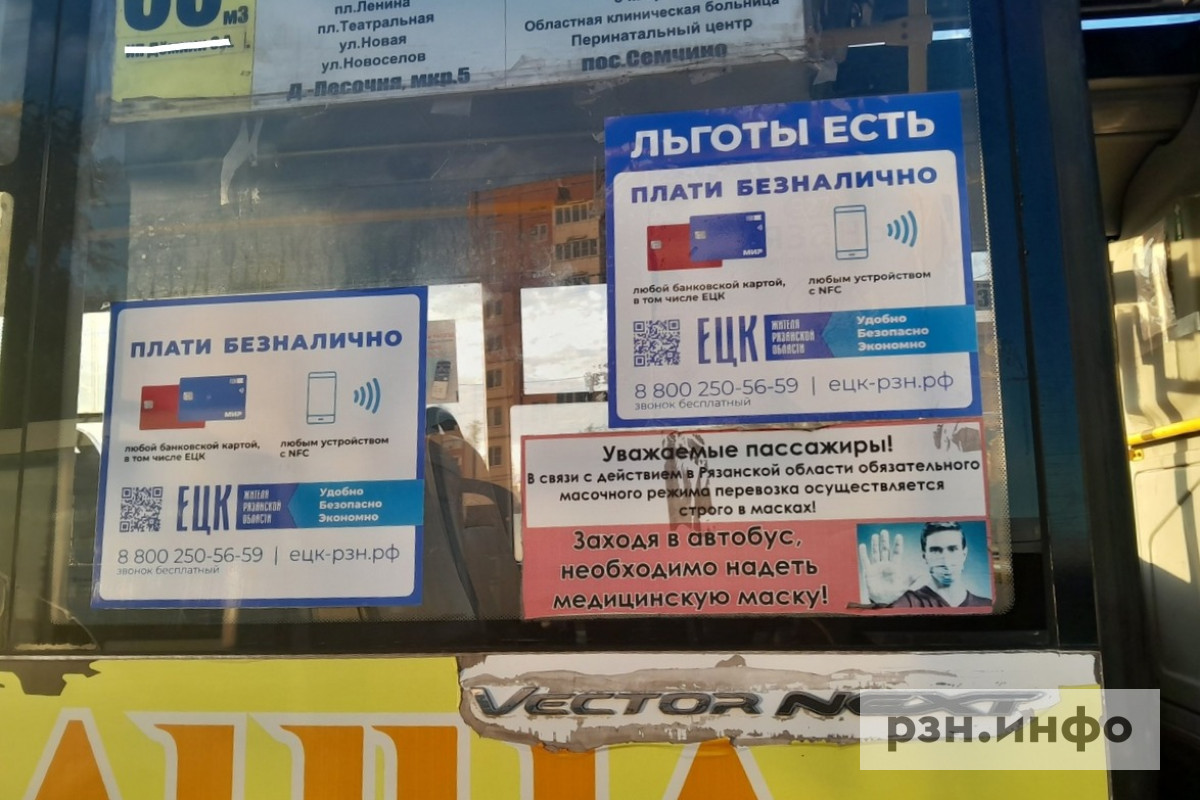 м3
пл.Ленина
пл.Театральная
ул.Новая
ул.Новоселов
Д.-Песочня, мкр.5
Областная клиническая больница
Перинатальный центр
пос.Семчино
ЛЬГОТЫ ЕСТЬ
ПЛАТИ БЕЗНАЛИЧНО
МИР
любой банковской картой,
в том числе ЕЦК
любым устройством
с NFC
ЕЦК
ЖИТЕЛЯ
РЯЗАНСКОЙ
ОБЛАСТИ
Удобно
Безопасно
Экономно
8 800 250-56-59 | ецк-рзн.рф
звонок бесплатный
ПЛАТИ БЕЗНАЛИЧНО
МИР
любой банковской картой,
в том числе ЕЦК
любым устройством
с NFC
ЕЦК
ЖИТЕЛЯ
РЯЗАНСКОЙ
ОБЛАСТИ
Удобно
Безопасно
Экономно
8 800 250-56-59 | ецк-рзн.рф
звонок бесплатный
Уважаемые пассажиры!
В связи с действием в Рязанской области обязательного
масочного режима перевозка осуществляется
строго в масках!
Заходя в автобус,
необходимо надеть
медицинскую маску!
VECTOR NEXT
рзн.инфо